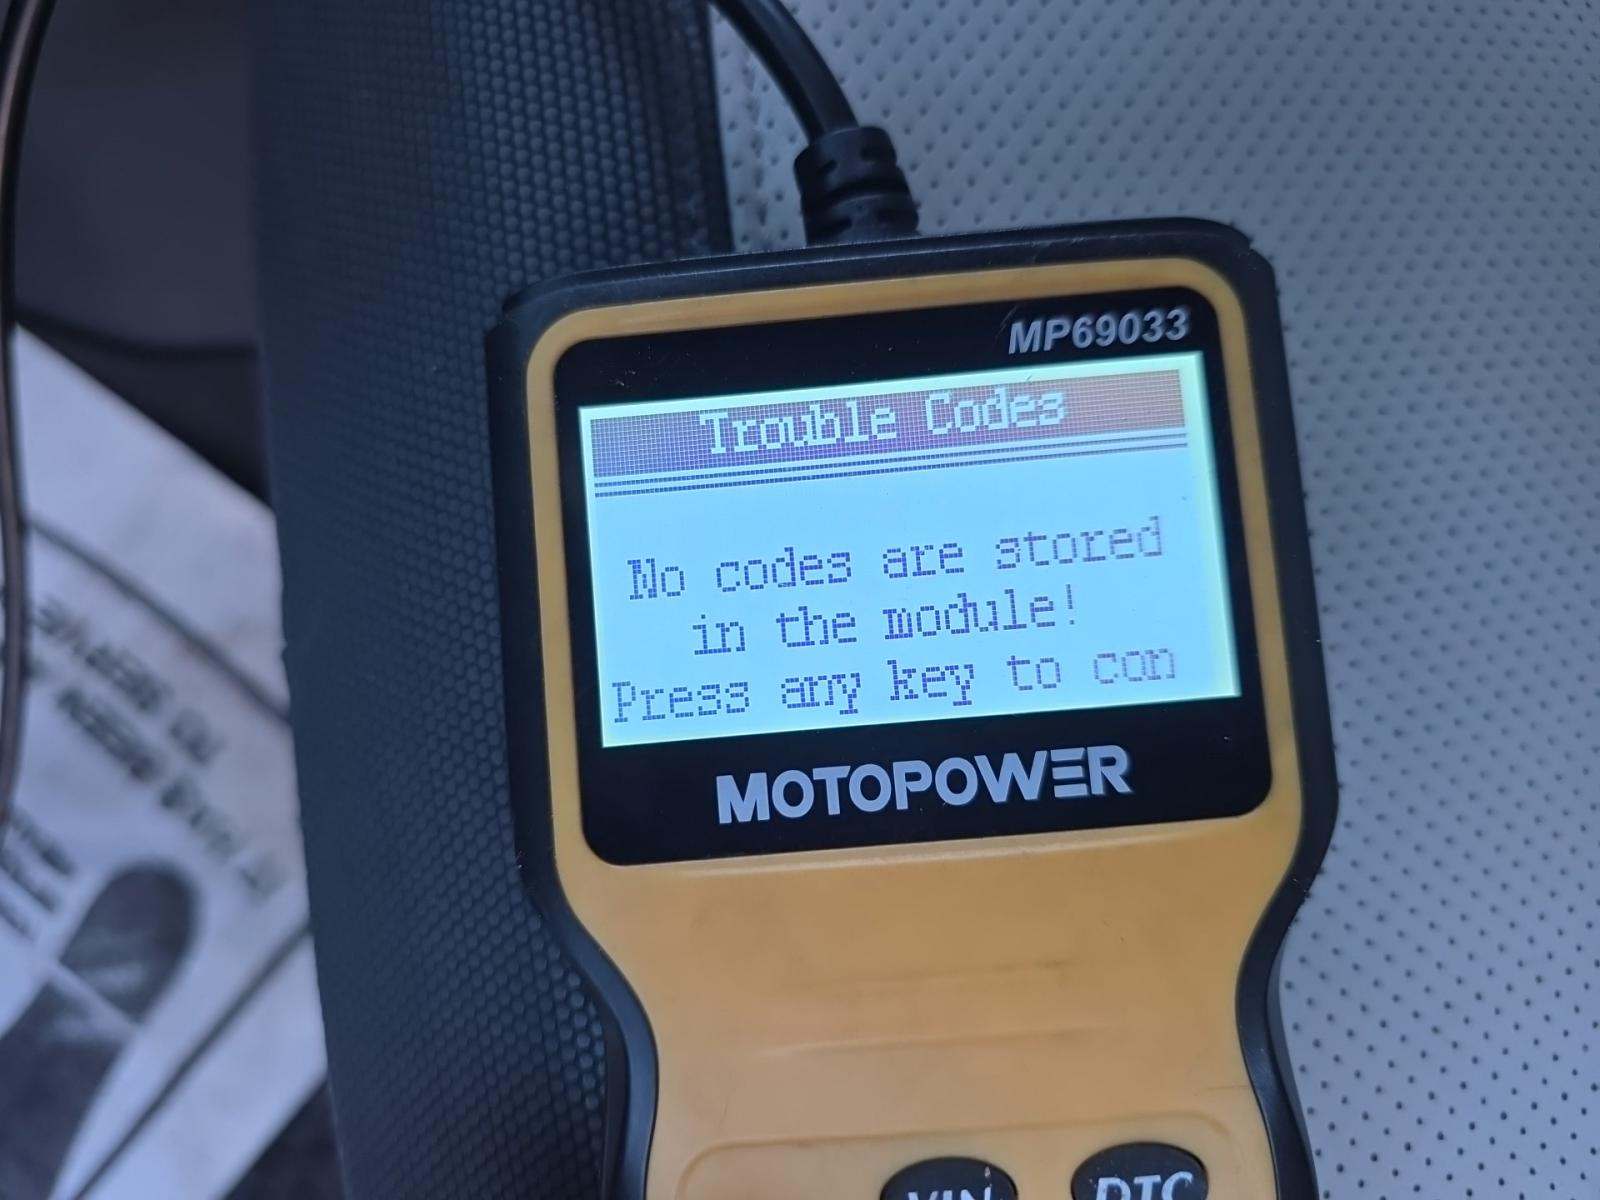 MP69033
Trouble Codes
No codes are stored
in the module!
Press any key to con
MOTOPOWER
VIN
DTC